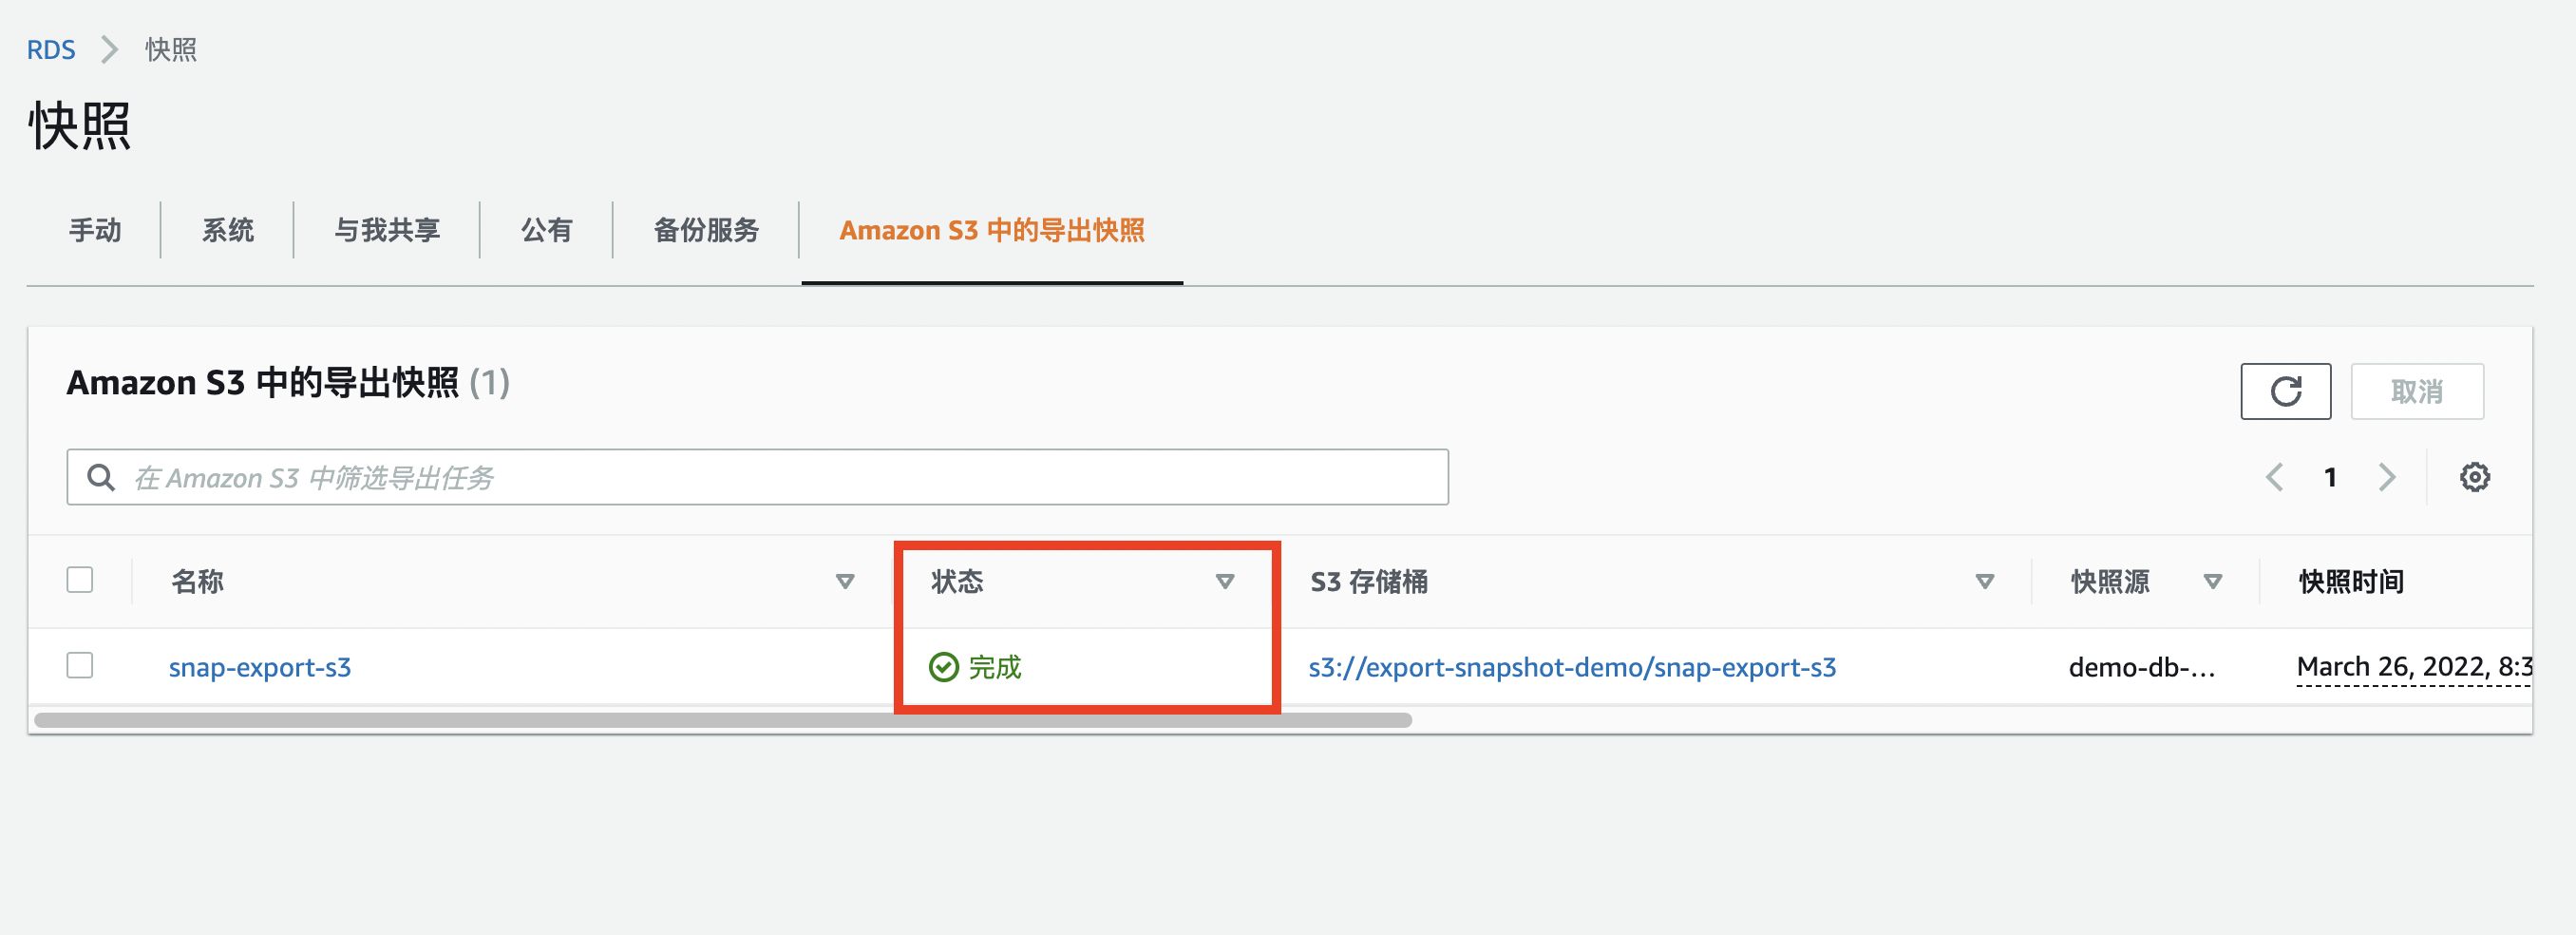 RDS 快照
快照
手动 系统 与我共享 公有 备份服务 Amazon S3 中的导出快照
Amazon S3 中的导出快照 (1)
取消
在 Amazon S3 中筛选导出任务
1
名称 状态 S3 存储桶 快照源 快照时间
snap-export-s3 完成 s3://export-snapshot-demo/snap-export-s3 demo-db-... March 26, 2022, 8:3